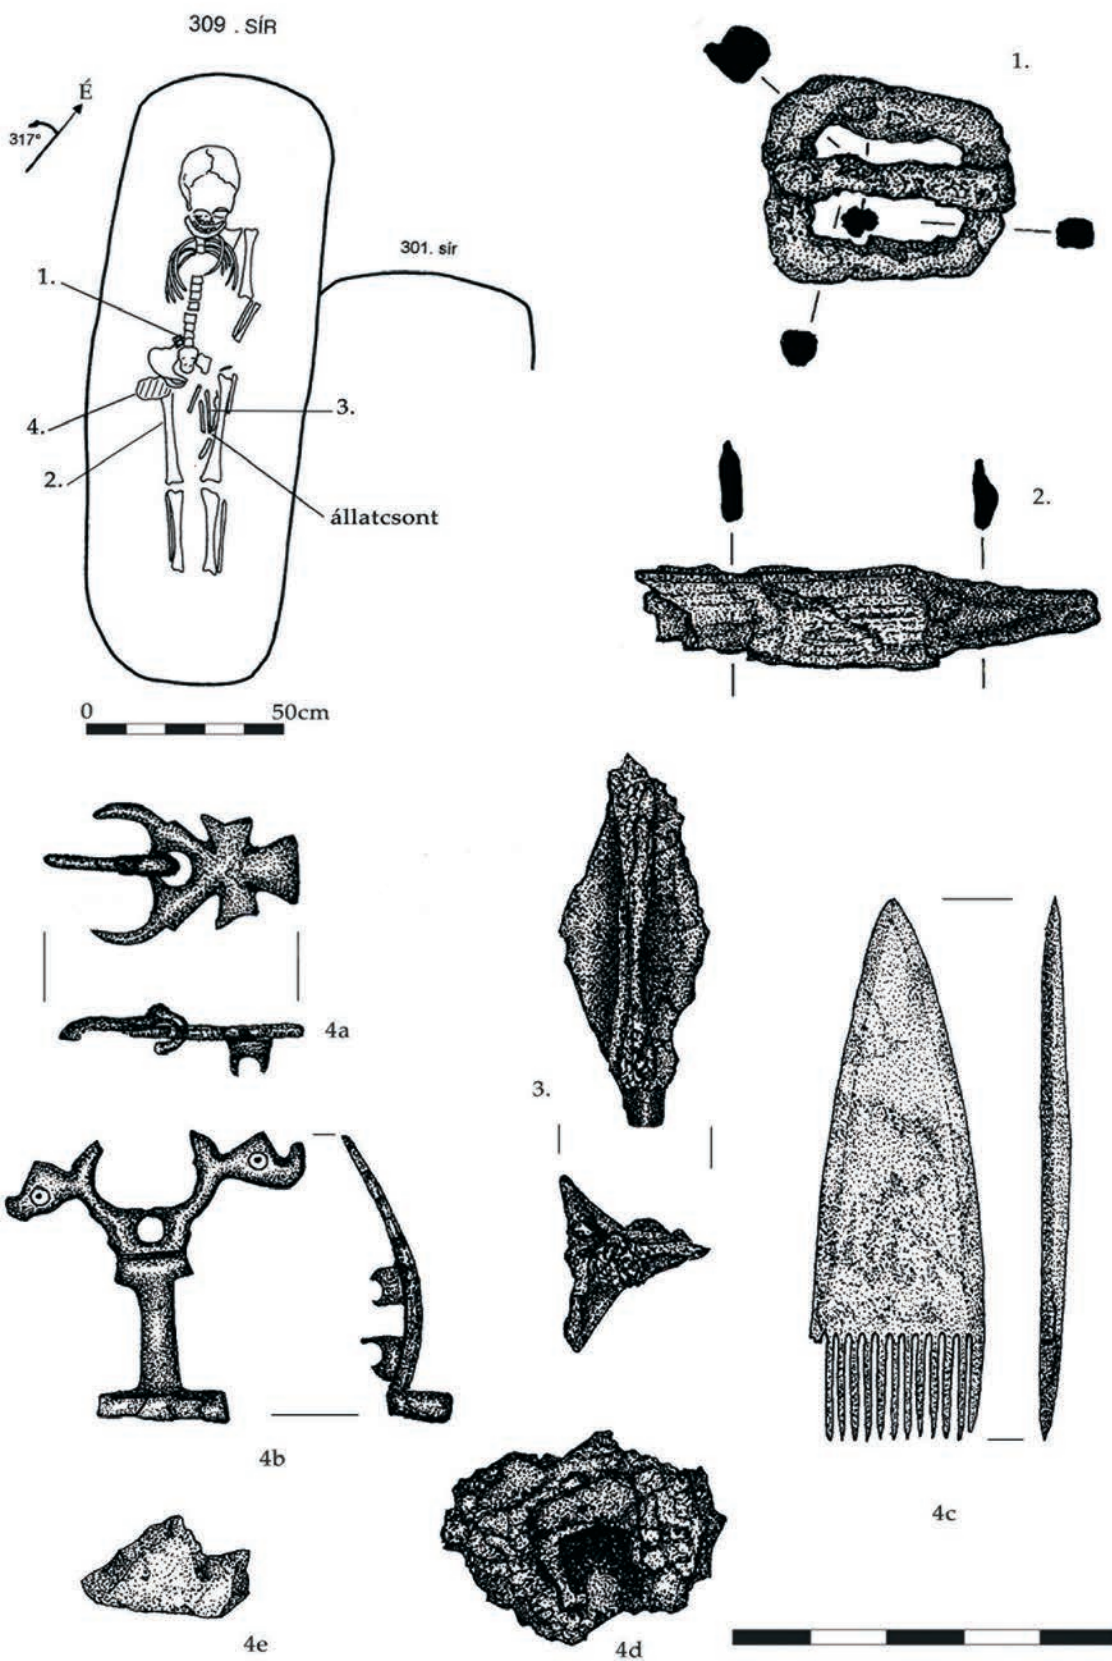 309 . SÍR
É
317°
301. sír
1.
4.
2.
3.
állatcsont
0 50cm
1.
2.
4a
3.
4b
4c
4e
4d